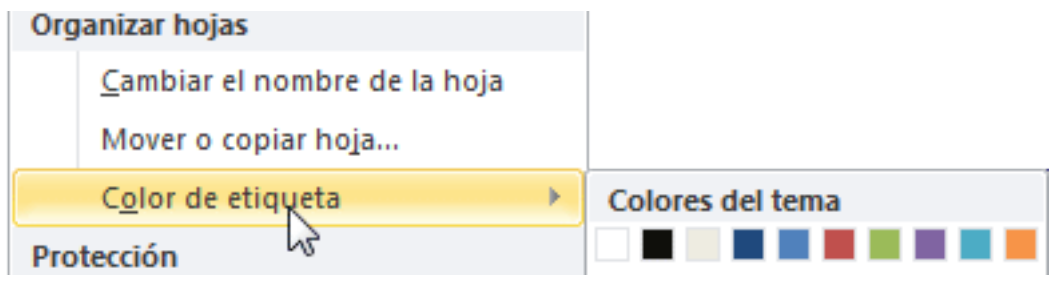 Organizar hojas
Cambiar el nombre de la hoja
Mover o copiar hoja...
Color de etiqueta
Colores del tema
Protección